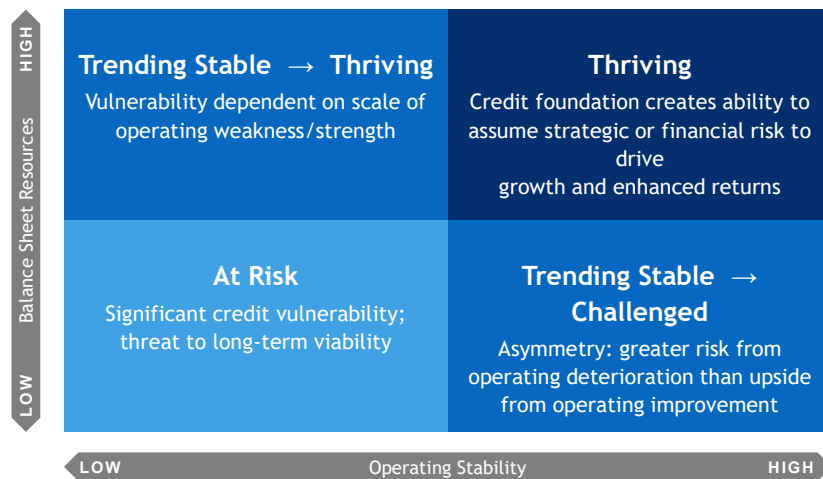 HIGH
Balance Sheet Resources
LOW
Trending Stable → Thriving
Vulnerability dependent on scale of
operating weakness/strength
Thriving
Credit foundation creates ability to
assume strategic or financial risk to
drive
growth and enhanced returns
At Risk
Significant credit vulnerability;
threat to long-term viability
Trending Stable →
Challenged
Asymmetry: greater risk from
operating deterioration than upside
from operating improvement
LOW
Operating Stability
HIGH